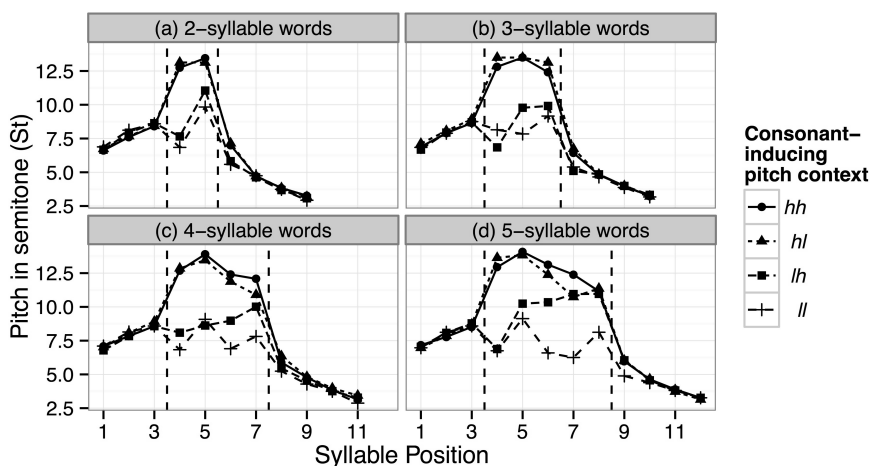 (a) 2−syllable words
(b) 3−syllable words
12.5
10.0
7.5
5.0
2.5
(c) 4−syllable words
(d) 5−syllable words
12.5
10.0
7.5
5.0
2.5
1 3 5 7 9 11
1 3 5 7 9 11
Pitch in semitone (St)
Syllable Position
Consonant−
inducing
pitch context
hh
hl
lh
ll